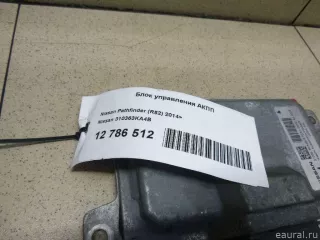 Блок управления АКПП
Nissan Pathfinder (R52) 2014>
Nissan 310363KA4B
12 786 512
eaural.ru